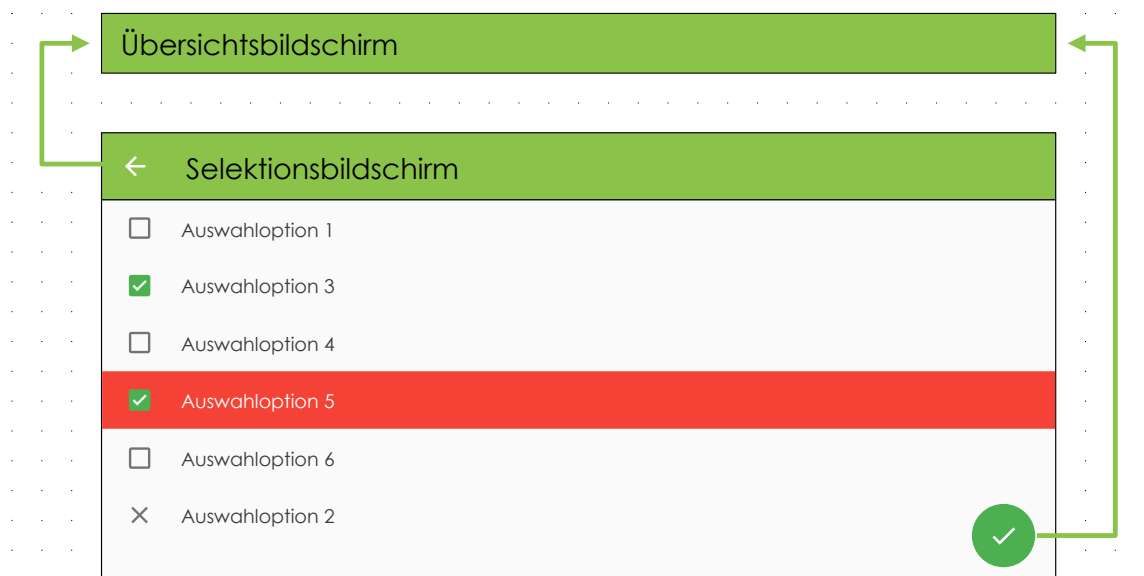 Übersichtsbildschirm
Selektionsbildschirm
Auswahloption 1
Auswahloption 3
Auswahloption 4
Auswahloption 5
Auswahloption 6
Auswahloption 2